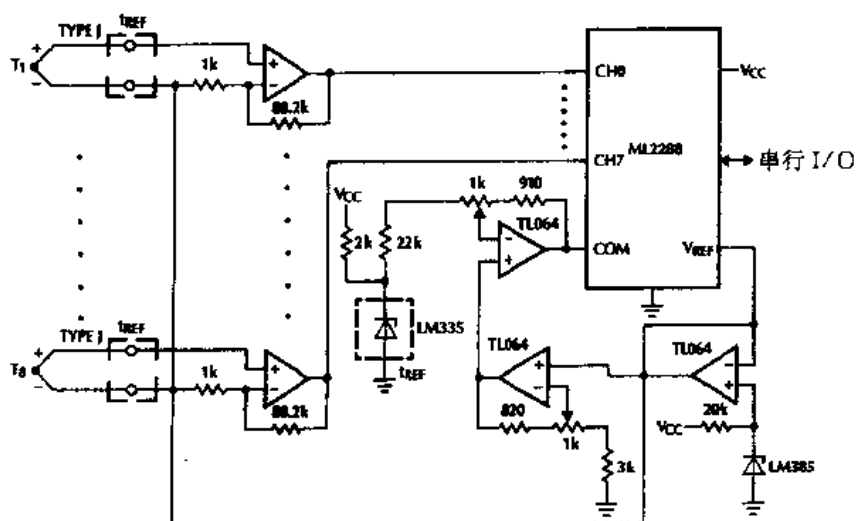 TYPE J
tREF
+
T1
−
1k
+
−
88.2k
CH0
VCC
ML2288
串行 I/O
CH7
1k
910
VCC
TL064
2k
22k
−
+
COM
VREF
LM335
tREF
TYPE J
tREF
+
T8
−
1k
+
−
88.2k
TL064
+
−
TL064
−
+
820
1k
3k
VCC
20k
LM385